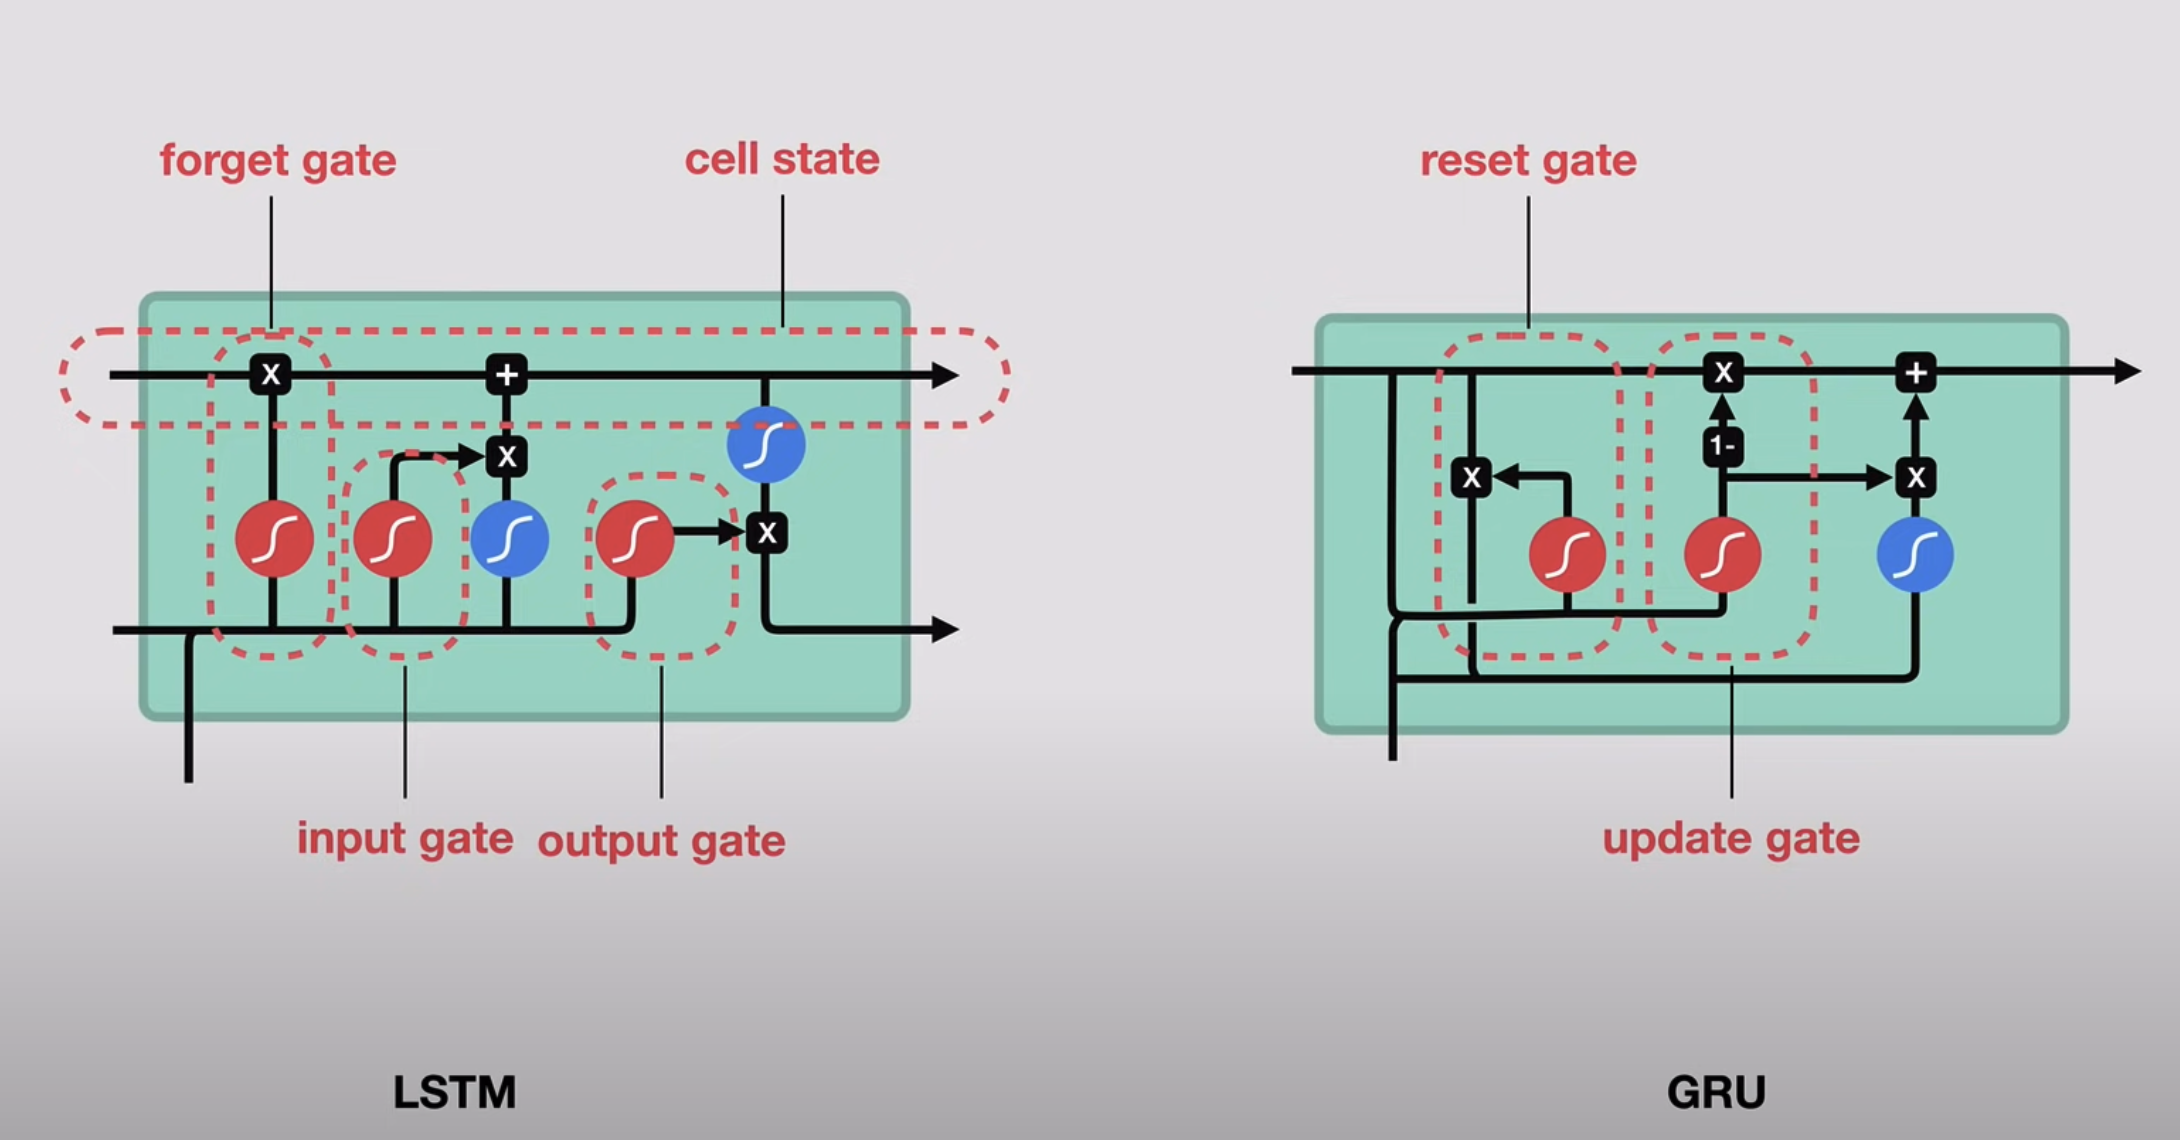 forget gate
cell state
X
+
X
X
input gate
output gate
LSTM
reset gate
X
+
1-
X
X
update gate
GRU